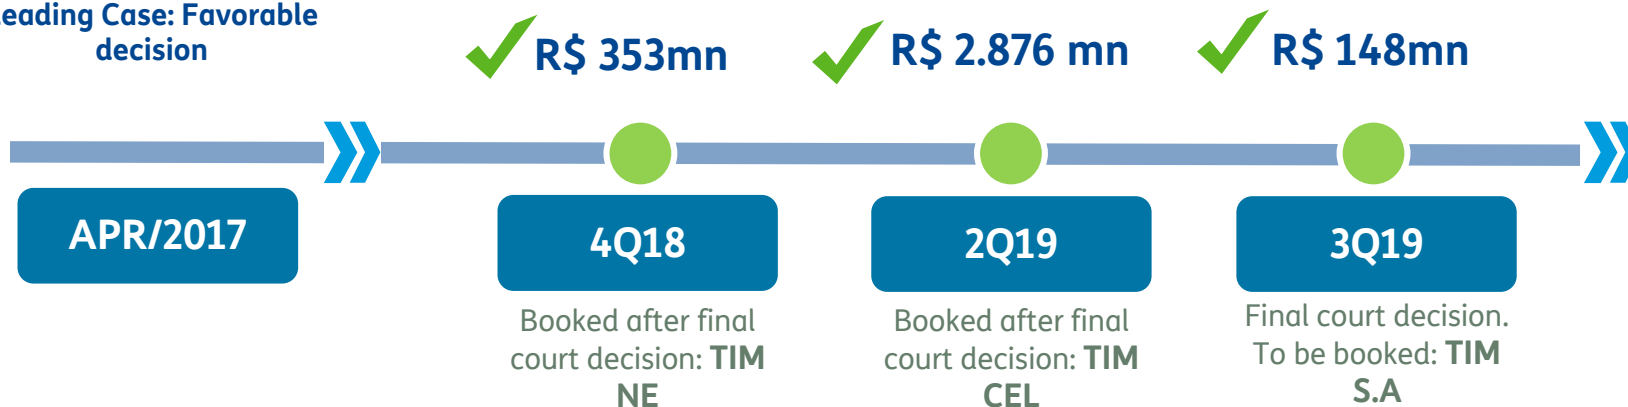 eading Case: Favorable
decision
R$ 353mn
R$ 2.876 mn
R$ 148mn
APR/2017
4Q18
2Q19
3Q19
Booked after final
court decision: TIM
NE
Booked after final
court decision: TIM
CEL
Final court decision.
To be booked: TIM
S.A